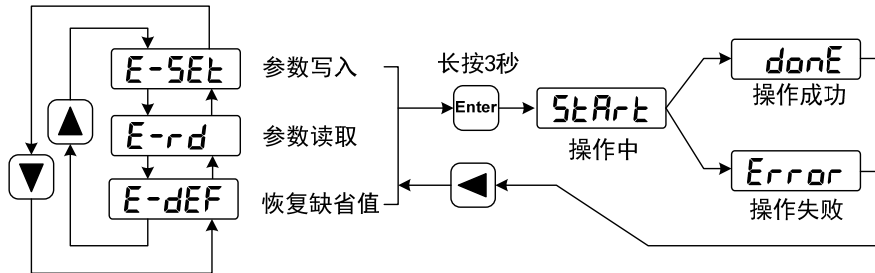 E-SEt
参数写入
E-rd
参数读取
E-dEF
恢复缺省值
长按3秒
Enter
StArt
操作中
donE
操作成功
Error
操作失败